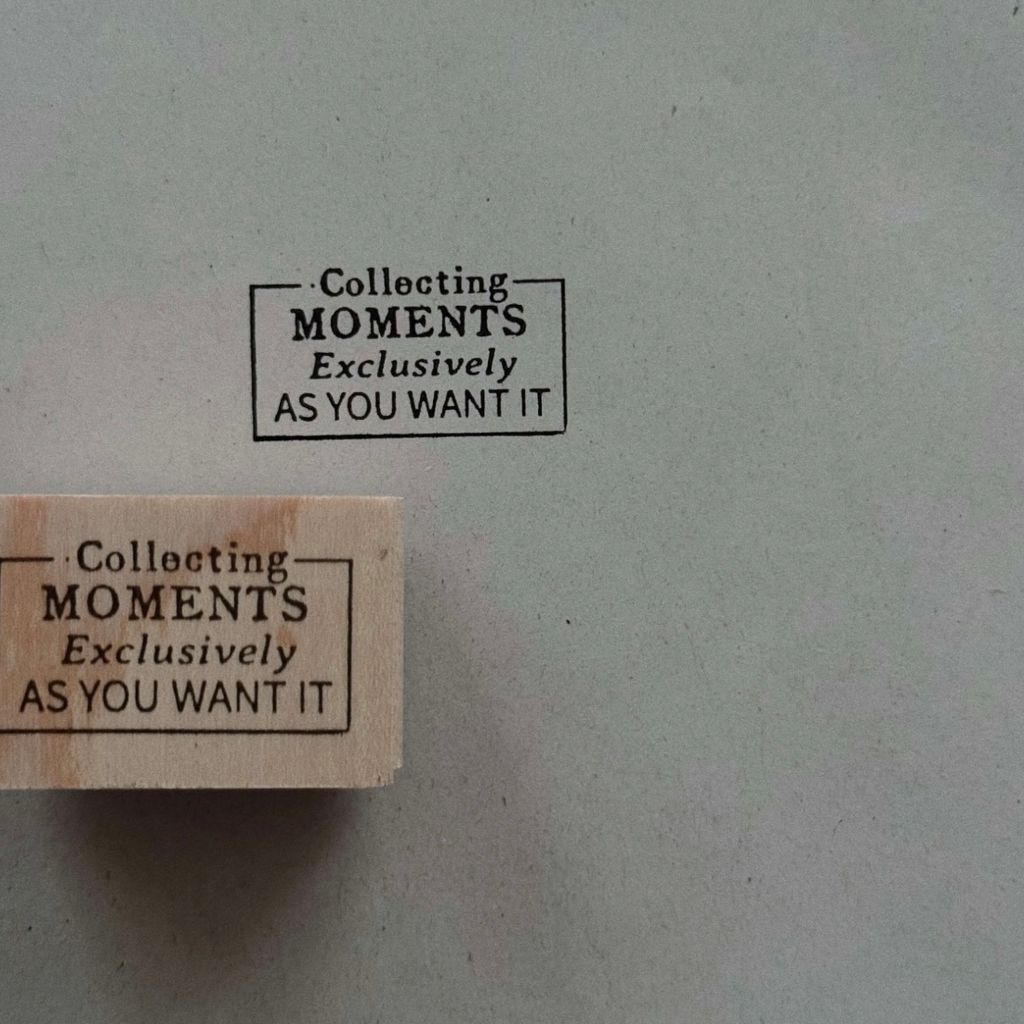 Collecting
MOMENTS
Exclusively
AS YOU WANT IT
Collecting
MOMENTS
Exclusively
AS YOU WANT IT